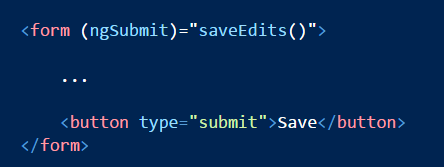 <form (ngSubmit)="saveEdits()">
...
<button type="submit">Save</button>
</form>